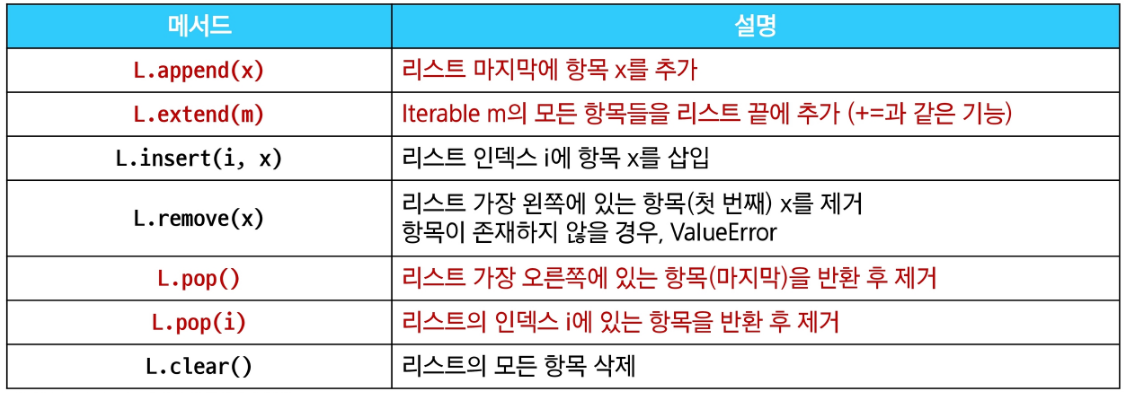 메서드 설명
L.append(x) 리스트 마지막에 항목 x를 추가
L.extend(m) Iterable m의 모든 항목들을 리스트 끝에 추가 (+=과 같은 기능)
L.insert(i, x) 리스트 인덱스 i에 항목 x를 삽입
L.remove(x) 리스트 가장 왼쪽에 있는 항목(첫 번째) x를 제거
항목이 존재하지 않을 경우, ValueError
L.pop() 리스트 가장 오른쪽에 있는 항목(마지막)을 반환 후 제거
L.pop(i) 리스트의 인덱스 i에 있는 항목을 반환 후 제거
L.clear() 리스트의 모든 항목 삭제